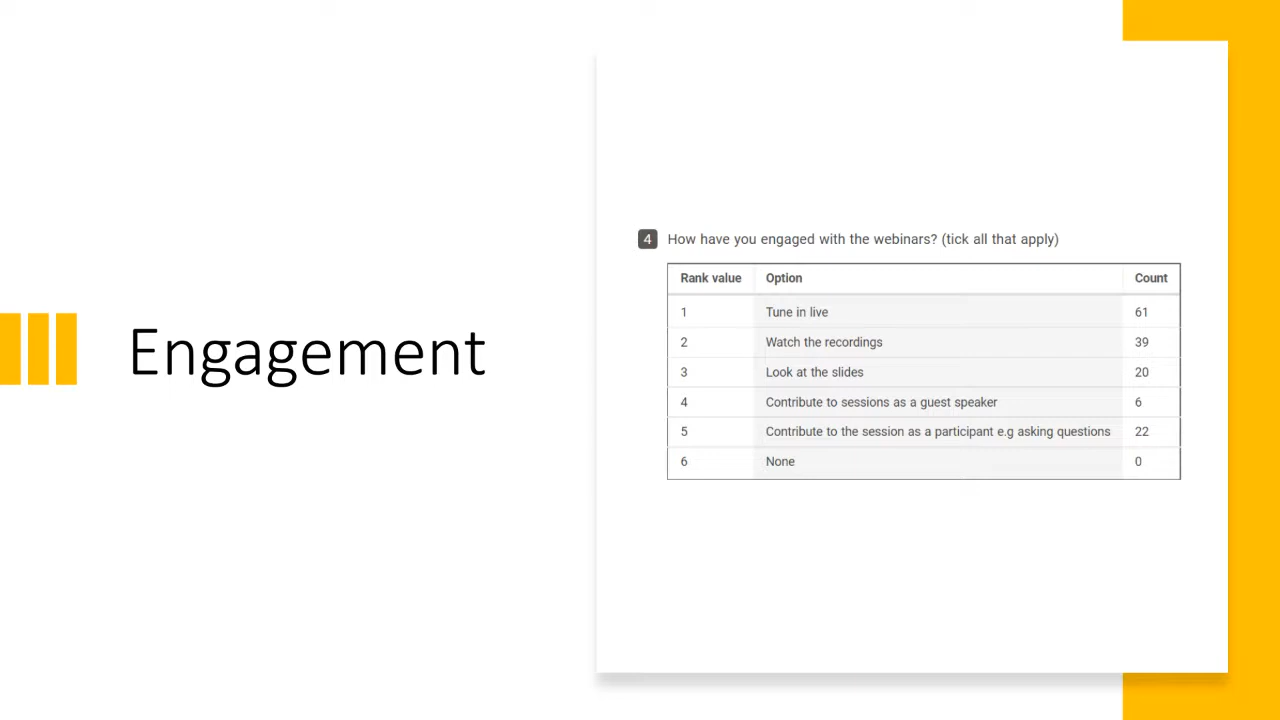 Engagement
4 How have you engaged with the webinars? (tick all that apply)
Rank value Option Count
1 Tune in live 61
2 Watch the recordings 39
3 Look at the slides 20
4 Contribute to sessions as a guest speaker 6
5 Contribute to the session as a participant e.g asking questions 22
6 None 0